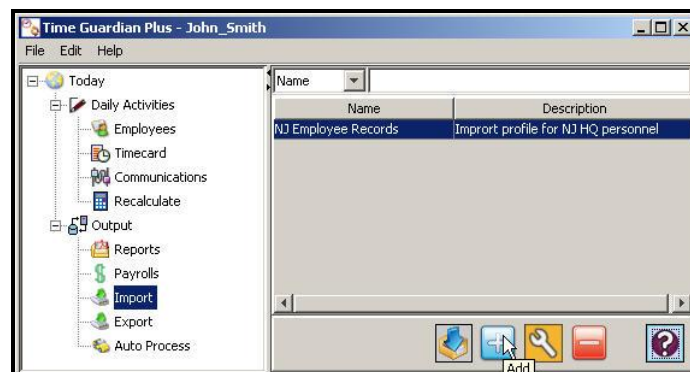 Time Guardian Plus - John_Smith
File Edit Help
Today
Daily Activities
Employees
Timecard
Communications
Recalculate
Output
Reports
Payrolls
Import
Export
Auto Process
Name
Name Description
NJ Employee Records Imprort profile for NJ HQ personnel
Add